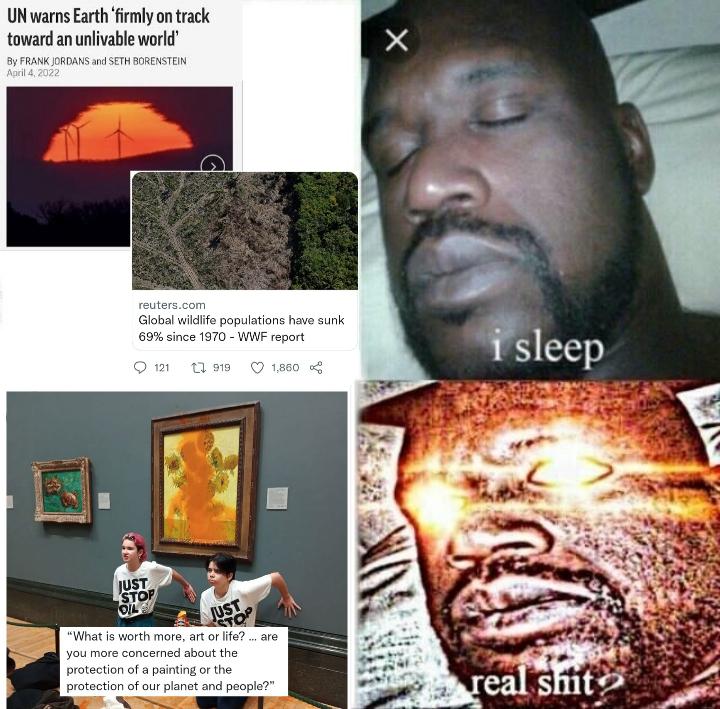 UN warns Earth ‘firmly on track
toward an unlivable world’
By FRANK JORDANS and SETH BORENSTEIN
April 4, 2022
reuters.com
Global wildlife populations have sunk
69% since 1970 - WWF report
121 919 1,860
i sleep
JUST
STOP
OIL
JUST
STOP
“What is worth more, art or life? ... are
you more concerned about the
protection of a painting or the
protection of our planet and people?”
real shit?